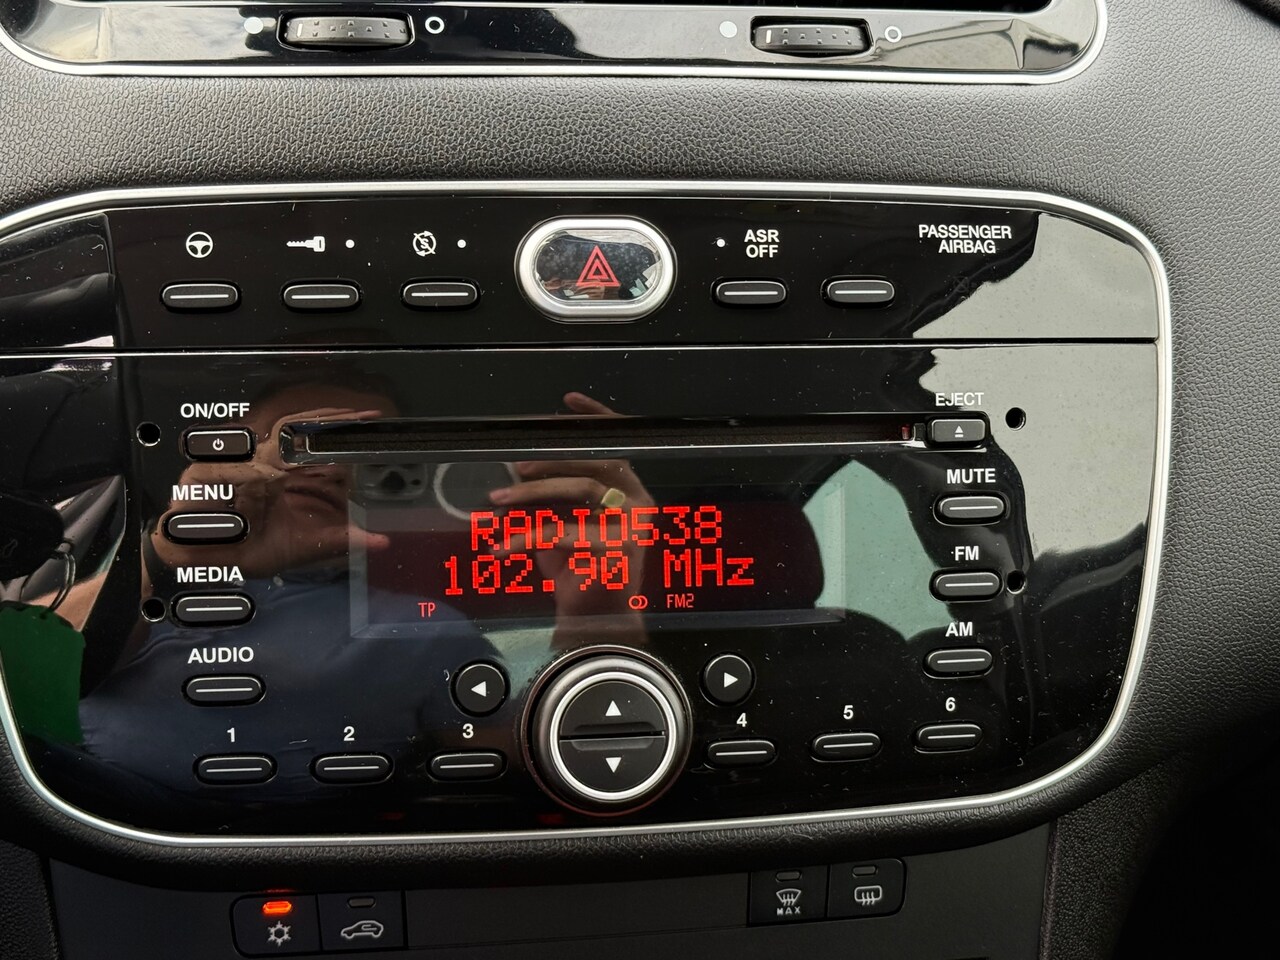 ASR
OFF
PASSENGER
AIRBAG
ON/OFF
EJECT
MENU
MUTE
RADIO538
102.90 MHz
TP
FM2
MEDIA
FM
AUDIO
AM
1
2
3
4
5
6
MAX